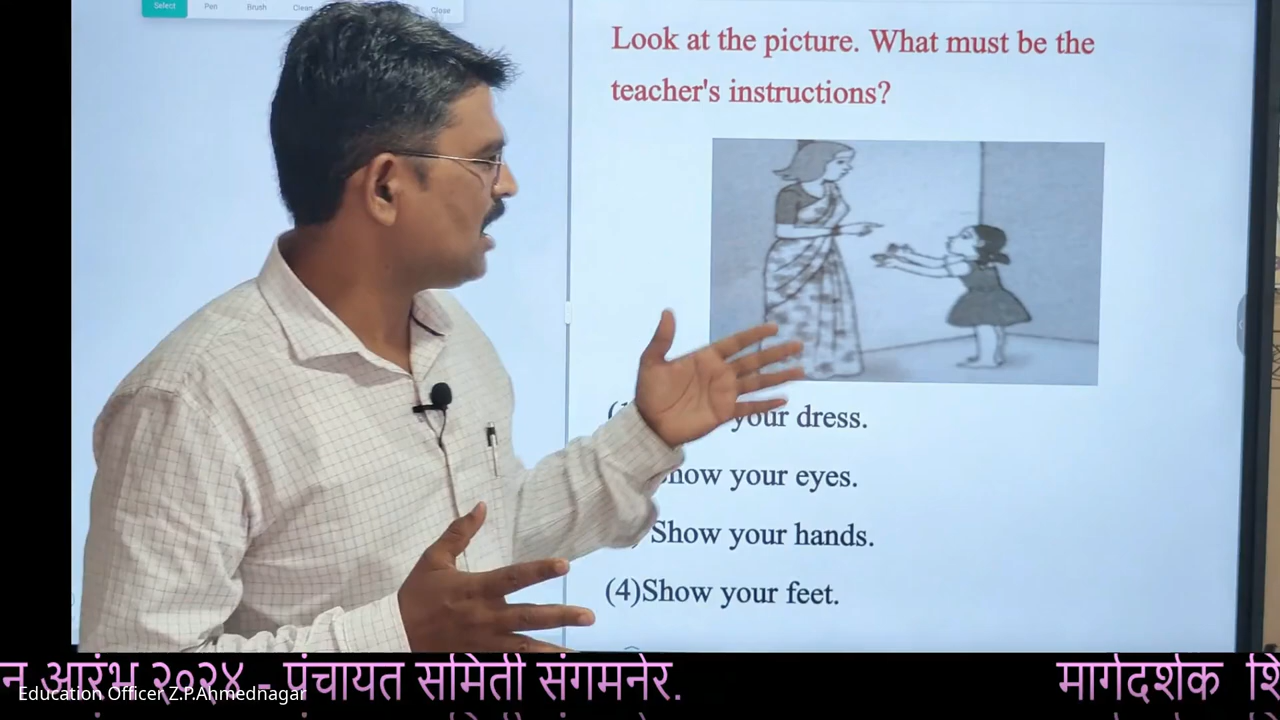 Select Pen Brush Clean Close
Look at the picture. What must be the
teacher's instructions?
your dress.
your eyes.
Show your hands.
(4)Show your feet.
आरंभ २०२४ - पंचायत समिती संगमनेर. मार्गदर्शक
Education Officer Z.P.Ahmednagar